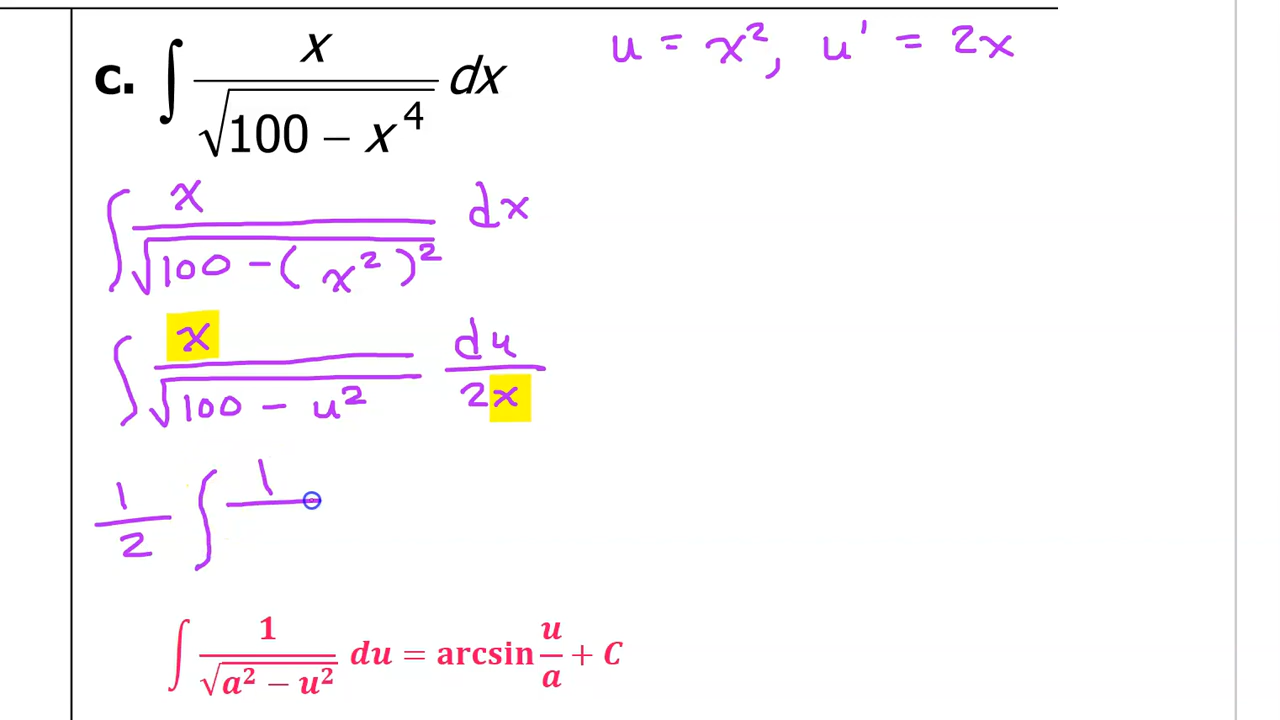 c. ∫ x / √(100 − x⁴) dx
u = x², u' = 2x
∫ x / √(100 − (x²)²) dx
∫ x / √(100 − u²) du / 2x
1/2 ∫ 1
∫ 1 / √(a² − u²) du = arcsin u/a + C